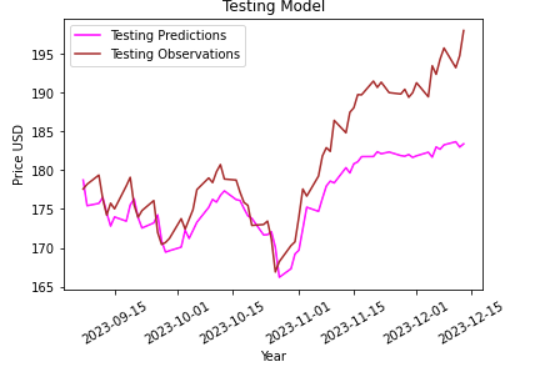 Testing Model
Testing Predictions
Testing Observations
195
190
185
180
175
170
165
Price USD
2023-09-15
2023-10-01
2023-10-15
2023-11-01
2023-11-15
2023-12-01
2023-12-15
Year